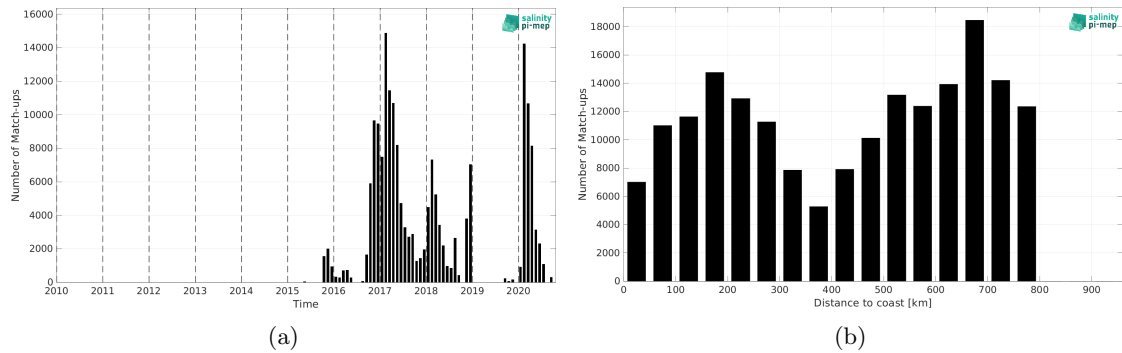 salinity
pi-mep
Number of Match-ups
16000
14000
12000
10000
8000
6000
4000
2000
0
2010 2011 2012 2013 2014 2015 2016 2017 2018 2019 2020
Time
(a)
salinity
pi-mep
Number of Match-ups
18000
16000
14000
12000
10000
8000
6000
4000
2000
0
0 100 200 300 400 500 600 700 800 900
Distance to coast [km]
(b)